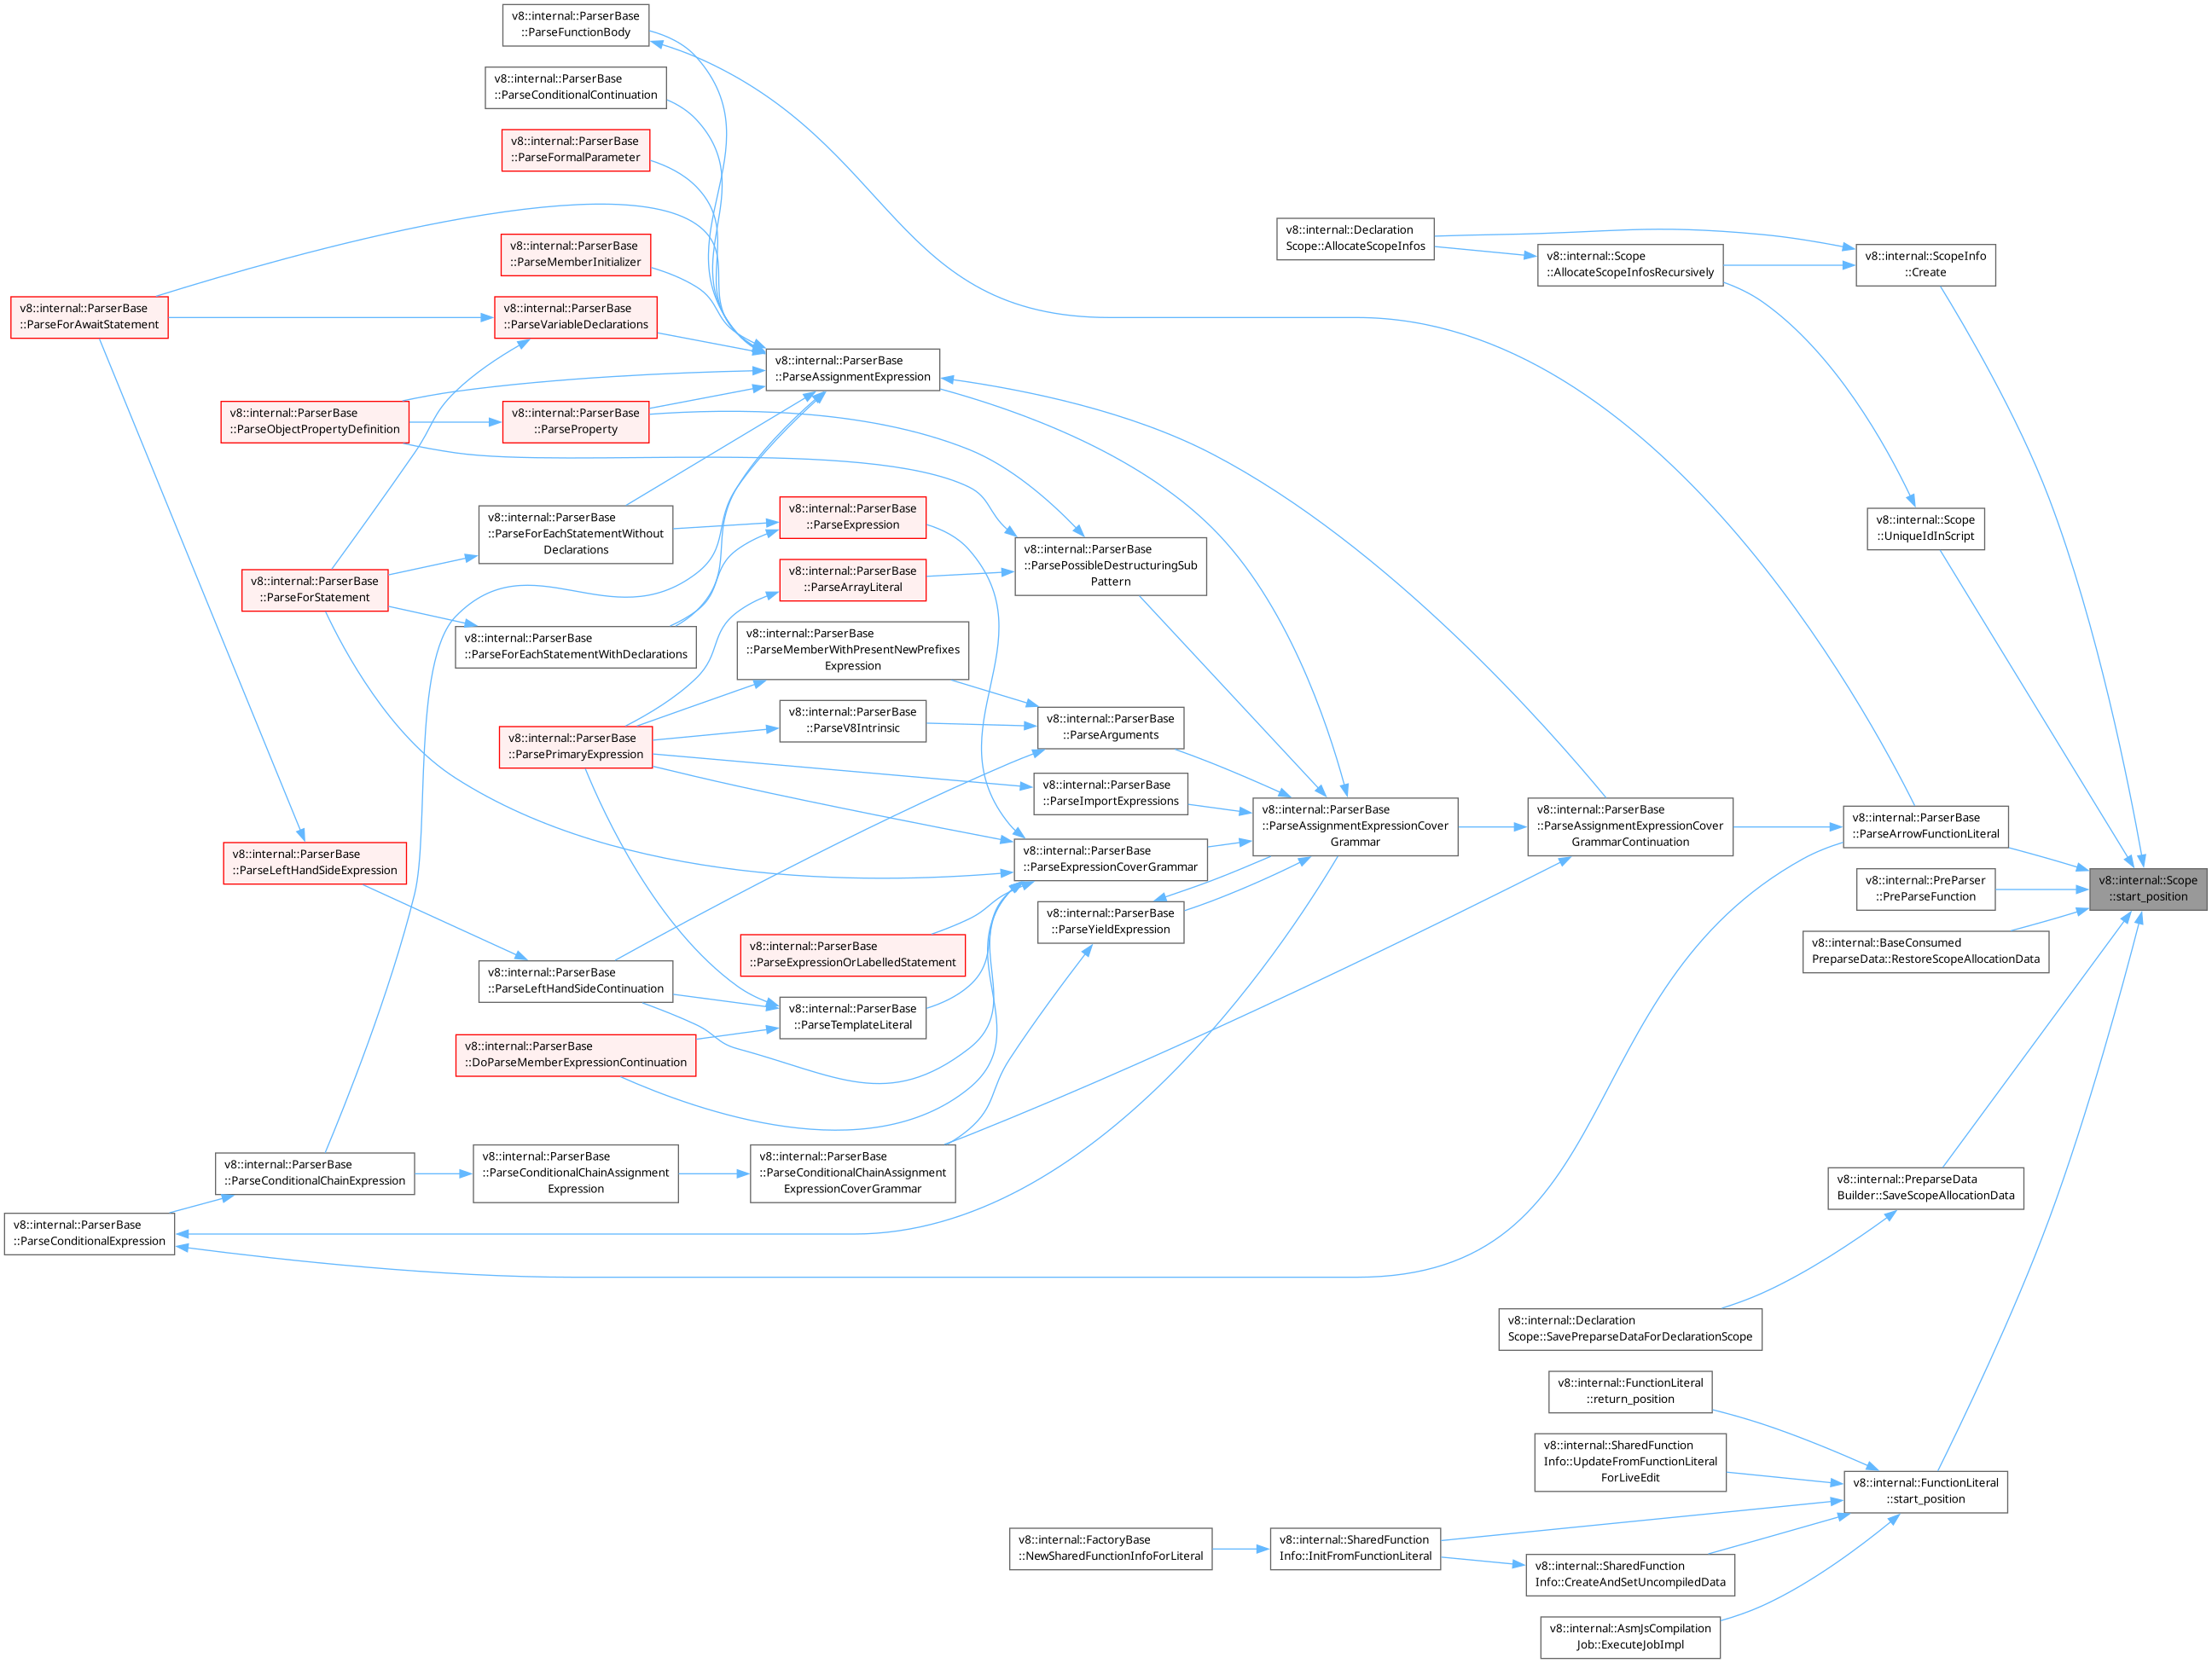 v8::internal::ParserBase
::ParseFunctionBody
v8::internal::ParserBase
::ParseConditionalContinuation
v8::internal::ParserBase
::ParseFormalParameter
v8::internal::Declaration
Scope::AllocateScopeInfos
v8::internal::ParserBase
::ParseMemberInitializer
v8::internal::Scope
::AllocateScopeInfosRecursively
v8::internal::ScopeInfo
::Create
v8::internal::ParserBase
::ParseForAwaitStatement
v8::internal::ParserBase
::ParseVariableDeclarations
v8::internal::ParserBase
::ParseAssignmentExpression
v8::internal::ParserBase
::ParseObjectPropertyDefinition
v8::internal::ParserBase
::ParseProperty
v8::internal::ParserBase
::ParseForEachStatementWithout
Declarations
v8::internal::ParserBase
::ParseExpression
v8::internal::Scope
::UniqueIdInScript
v8::internal::ParserBase
::ParsePossibleDestructuringSub
Pattern
v8::internal::ParserBase
::ParseForStatement
v8::internal::ParserBase
::ParseArrayLiteral
v8::internal::ParserBase
::ParseForEachStatementWithDeclarations
v8::internal::ParserBase
::ParseMemberWithPresentNewPrefixes
Expression
v8::internal::ParserBase
::ParsePrimaryExpression
v8::internal::ParserBase
::ParseV8Intrinsic
v8::internal::ParserBase
::ParseArguments
v8::internal::ParserBase
::ParseImportExpressions
v8::internal::ParserBase
::ParseAssignmentExpressionCover
Grammar
v8::internal::ParserBase
::ParseAssignmentExpressionCover
GrammarContinuation
v8::internal::ParserBase
::ParseArrowFunctionLiteral
v8::internal::ParserBase
::ParseLeftHandSideExpression
v8::internal::ParserBase
::ParseExpressionCoverGrammar
v8::internal::PreParser
::PreParseFunction
v8::internal::Scope
::start_position
v8::internal::ParserBase
::ParseYieldExpression
v8::internal::ParserBase
::ParseExpressionOrLabelledStatement
v8::internal::BaseConsumed
PreparseData::RestoreScopeAllocationData
v8::internal::ParserBase
::ParseLeftHandSideContinuation
v8::internal::ParserBase
::ParseTemplateLiteral
v8::internal::ParserBase
::DoParseMemberExpressionContinuation
v8::internal::ParserBase
::ParseConditionalChainExpression
v8::internal::ParserBase
::ParseConditionalChainAssignment
Expression
v8::internal::ParserBase
::ParseConditionalChainAssignment
ExpressionCoverGrammar
v8::internal::PreparseData
Builder::SaveScopeAllocationData
v8::internal::ParserBase
::ParseConditionalExpression
v8::internal::Declaration
Scope::SavePreparseDataForDeclarationScope
v8::internal::FunctionLiteral
::return_position
v8::internal::SharedFunction
Info::UpdateFromFunctionLiteral
ForLiveEdit
v8::internal::FunctionLiteral
::start_position
v8::internal::FactoryBase
::NewSharedFunctionInfoForLiteral
v8::internal::SharedFunction
Info::InitFromFunctionLiteral
v8::internal::SharedFunction
Info::CreateAndSetUncompiledData
v8::internal::AsmJsCompilation
Job::ExecuteJobImpl